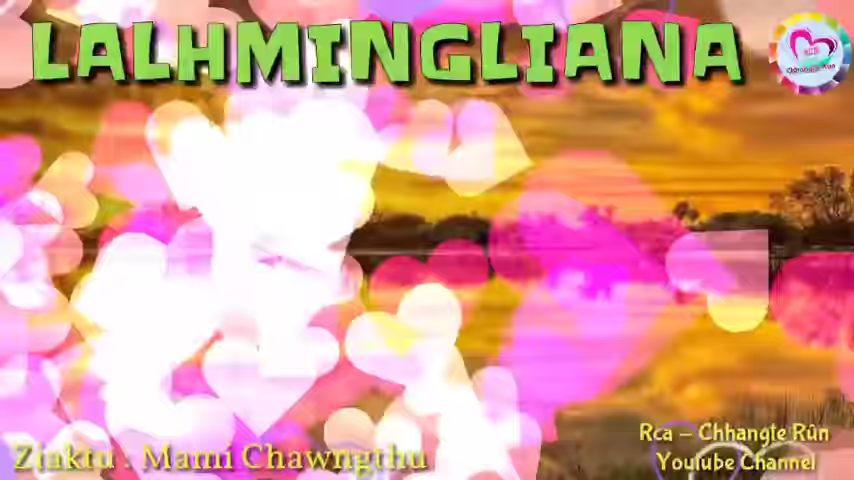 LALHMINGLIANA
Ziaktu : Mami Chawngthu
Rca – Chhangte Rûn
Youtube Channel